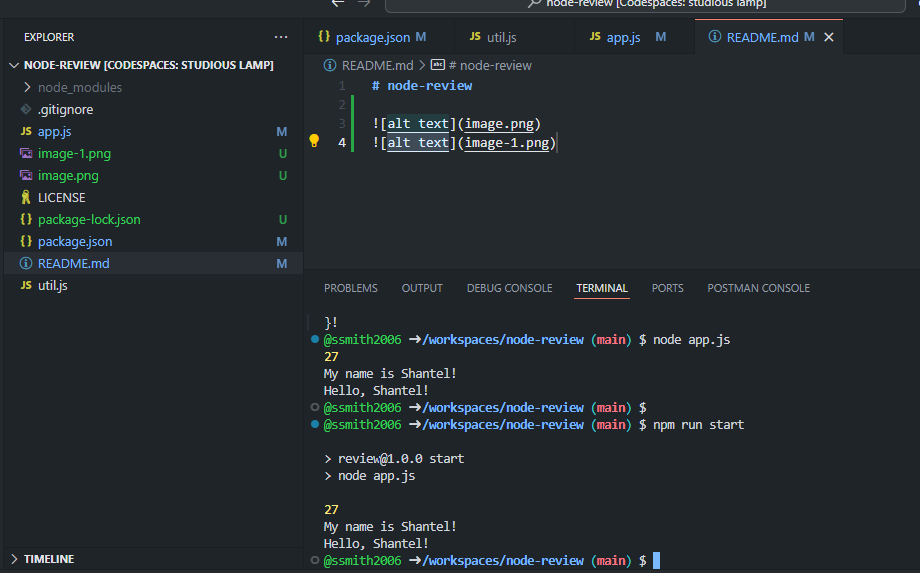 node-review [Codespaces: studious lamp]
EXPLORER
NODE-REVIEW [CODESPACES: STUDIOUS LAMP]
node_modules
.gitignore
JS app.js M
image-1.png U
image.png U
LICENSE
{} package-lock.json U
{} package.json M
README.md M
JS util.js
TIMELINE
{} package.json M
JS util.js
JS app.js M
README.md M
README.md > abc # node-review
1 # node-review
2
3 ![alt text](image.png)
4 ![alt text](image-1.png)
PROBLEMS OUTPUT DEBUG CONSOLE TERMINAL PORTS POSTMAN CONSOLE
}!
@ssmith2006 ➜/workspaces/node-review (main) $ node app.js
27
My name is Shantel!
Hello, Shantel!
@ssmith2006 ➜/workspaces/node-review (main) $
@ssmith2006 ➜/workspaces/node-review (main) $ npm run start
> review@1.0.0 start
> node app.js
27
My name is Shantel!
Hello, Shantel!
@ssmith2006 ➜/workspaces/node-review (main) $